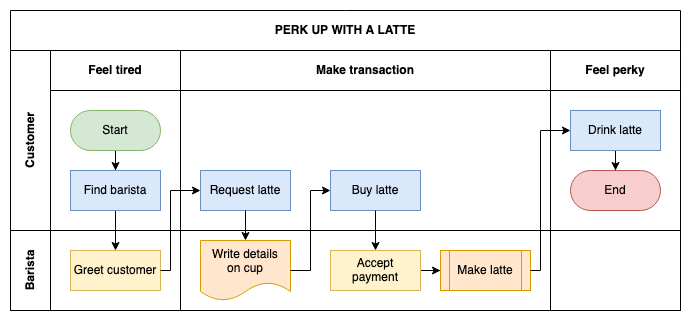 PERK UP WITH A LATTE
Feel tired
Make transaction
Feel perky
Customer
Start
Drink latte
Find barista
Request latte
Buy latte
End
Barista
Greet customer
Write details
on cup
Accept
payment
Make latte